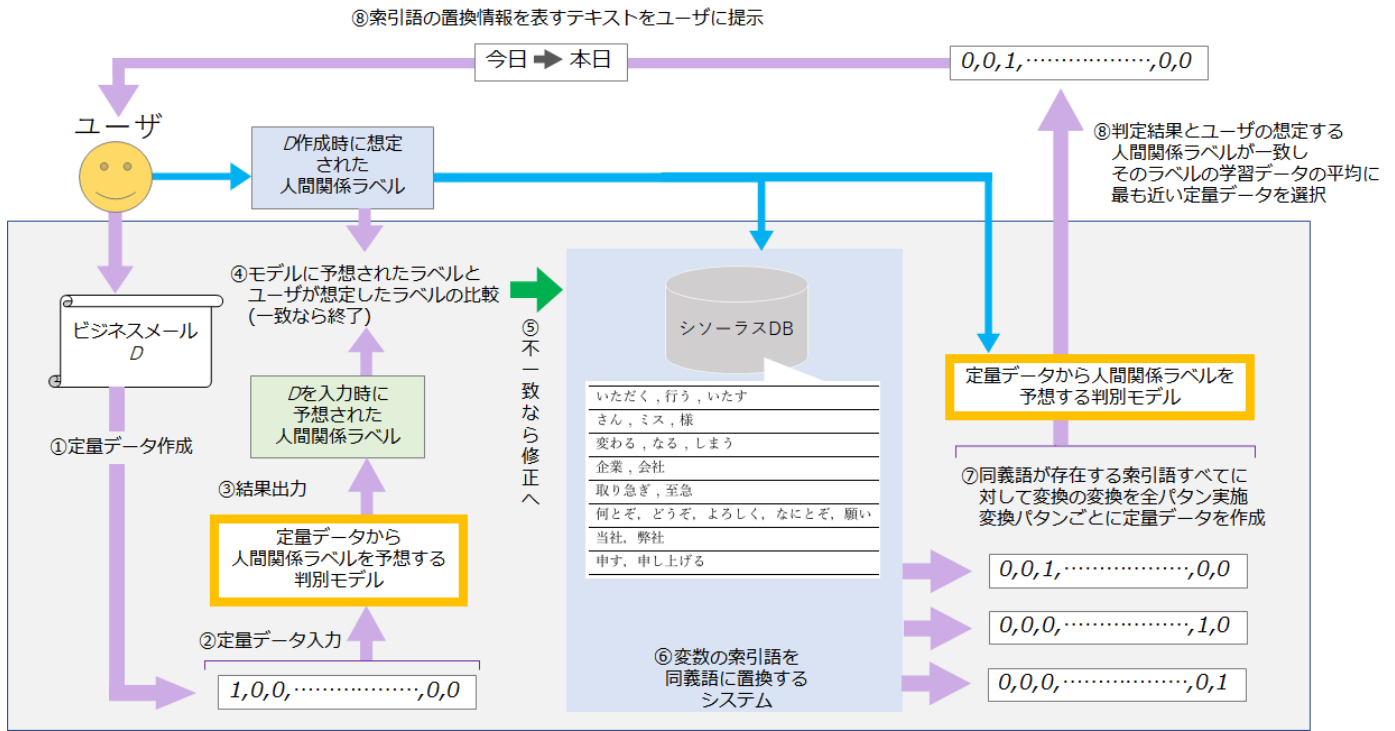 ⑧索引語の置換情報を表すテキストをユーザに提示
今日 ➡ 本日
0,0,1,………………,0,0
ユーザ
D作成時に想定
された
人間関係ラベル
⑧判定結果とユーザの想定する
人間関係ラベルが一致し
そのラベルの学習データの平均に
最も近い定量データを選択
④モデルに予想されたラベルと
ユーザが想定したラベルの比較
(一致なら終了)
⑤不一致なら修正へ
ビジネスメール
D
シソーラスDB
Dを入力時に
予想された
人間関係ラベル
定量データから人間関係ラベルを
予想する判別モデル
いただく , 行う , いたす
さん , ミス , 様
変わる , なる , しまう
企業 , 会社
取り急ぎ , 至急
何とぞ, どうぞ, よろしく, なにとぞ, 願い
当社, 弊社
申す, 申し上げる
①定量データ作成
③結果出力
⑦同義語が存在する索引語すべてに
対して変換の変換を全パタン実施
変換パタンごとに定量データを作成
定量データから
人間関係ラベルを予想する
判別モデル
0,0,1,………………,0,0
0,0,0,………………,1,0
0,0,0,………………,0,1
②定量データ入力
⑥変数の索引語を
同義語に置換する
システム
1,0,0,………………,0,0